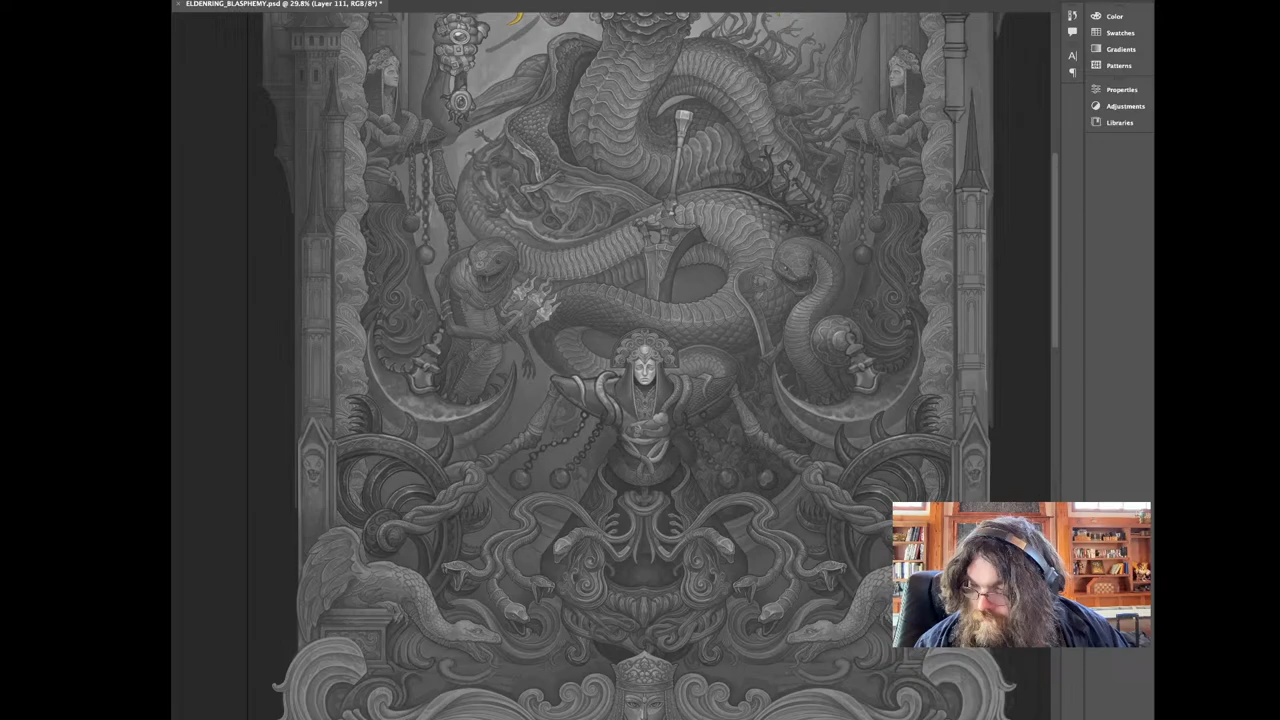 × ELDENRING_BLASPHEMY.psd @ 29.8% (Layer 111, RGB/8*) *
Color
Swatches
Gradients
Patterns
Properties
Adjustments
Libraries